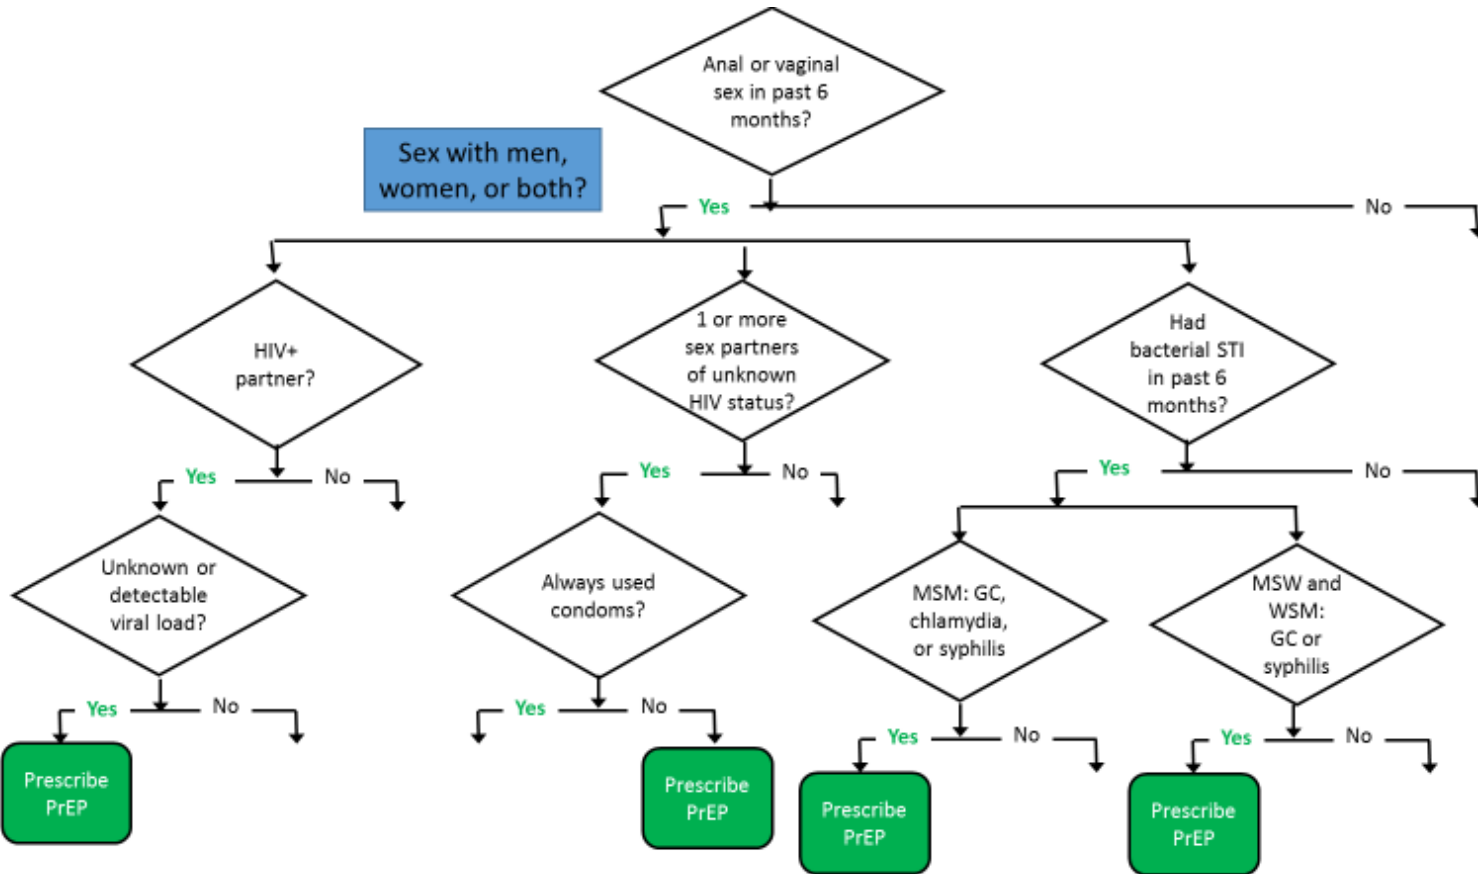 Anal or vaginal
sex in past 6
months?
Sex with men,
women, or both?
Yes
No
HIV+
partner?
1 or more
sex partners
of unknown
HIV status?
Had
bacterial STI
in past 6
months?
Yes
No
Yes
No
Yes
No
Unknown or
detectable
viral load?
Always used
condoms?
MSM: GC,
chlamydia,
or syphilis
MSW and
WSM:
GC or
syphilis
Yes
No
Yes
No
Yes
No
Yes
No
Prescribe
PrEP
Prescribe
PrEP
Prescribe
PrEP
Prescribe
PrEP